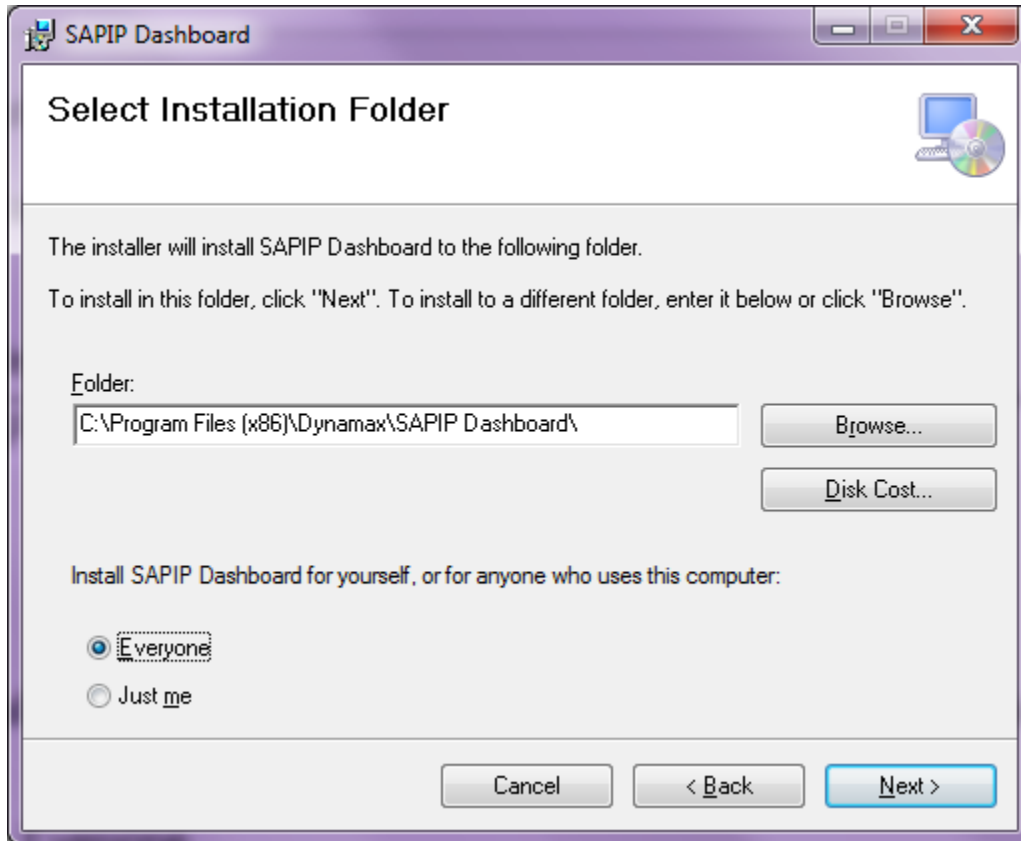 SAPIP Dashboard
Select Installation Folder
The installer will install SAPIP Dashboard to the following folder.
To install in this folder, click "Next". To install to a different folder, enter it below or click "Browse".
Folder:
C:\Program Files (x86)\Dynamax\SAPIP Dashboard\
Browse...
Disk Cost...
Install SAPIP Dashboard for yourself, or for anyone who uses this computer:
Everyone
Just me
Cancel
< Back
Next >